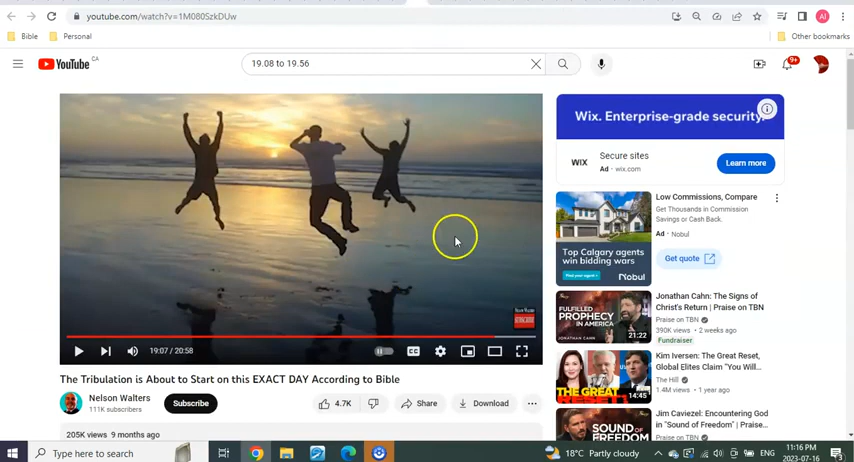 youtube.com/watch?v=1M080SzkDUw
Bible
Personal
Other bookmarks
YouTube CA
19.08 to 19.56
9+
Al
Wix. Enterprise-grade security.
WIX
Secure sites
Ad · wix.com
Learn more
Low Commissions, Compare
Get Thousands in Commission
Savings or Cash Back.
Ad · Nobul
Get quote
Top Calgary agents
win bidding wars
Nobul
FULFILLED
PROPHECY
IN AMERICA
21:22
Jonathan Cahn: The Signs of
Christ's Return | Praise on TBN
Praise on TBN
390K views · 2 weeks ago
Fundraiser
THE GREAT RESET
14:45
Kim Iversen: The Great Reset,
Global Elites Claim "You Will...
The Hill
1.4M views · 1 year ago
SOUND OF
FREEDOM
Jim Caviezel: Encountering God
in "Sound of Freedom" | Praise...
Praise on TBN
19:07 / 20:58
CC
The Tribulation is About to Start on this EXACT DAY According to Bible
Nelson Walters
111K subscribers
Subscribe
4.7K
Share
Download
205K views 9 months ago
Type here to search
18°C Partly cloudy
ENG
11:16 PM
2023-07-16
3